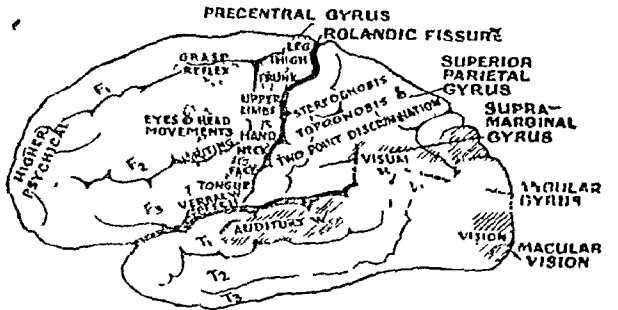 PRECENTRAL GYRUS
ROLANDIC FISSURE
LEG
THIGH
TRUNK
GRASP
REFLEX
F1
SUPERIOR
PARIETAL
GYRUS
STEREOGNOSIS
TOPOGNOSIS &
TWO POINT DISCRIMINATION
UPPER
LIMBS
HAND
NECK
FACE
EYES & HEAD
MOVEMENTS
WRITING
HIGHER
PSYCHICAL
F2
SUPRA-
MARGINAL
GYRUS
VISUAL
TONGUE
F3
ANGULAR
GYRUS
AUDITORY
T1
VISION
MACULAR
VISION
T2
T3